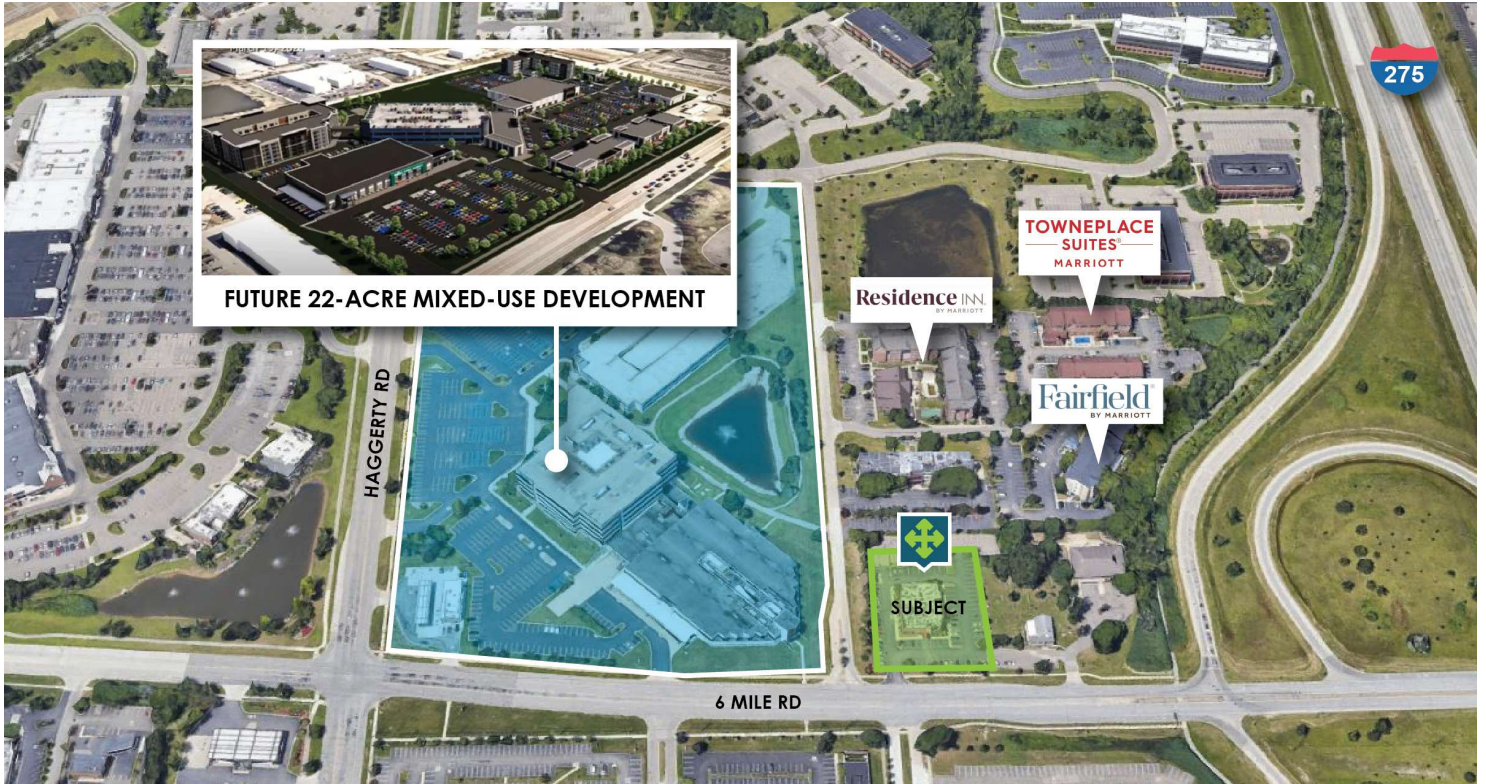 275
FUTURE 22-ACRE MIXED-USE DEVELOPMENT
TOWNEPLACE
SUITES®
MARRIOTT
Residence INN.
BY MARRIOTT
Fairfield®
BY MARRIOTT
HAGGERTY RD
SUBJECT
6 MILE RD